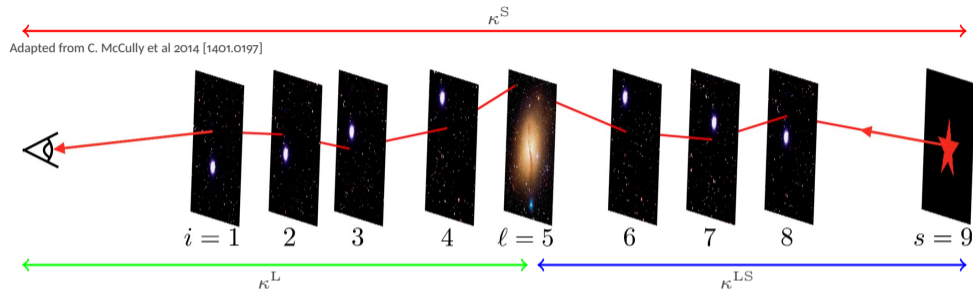 κ^S
Adapted from C. McCully et al 2014 [1401.0197]
i = 1 2 3 4 ℓ = 5 6 7 8 s = 9
κ^L κ^LS